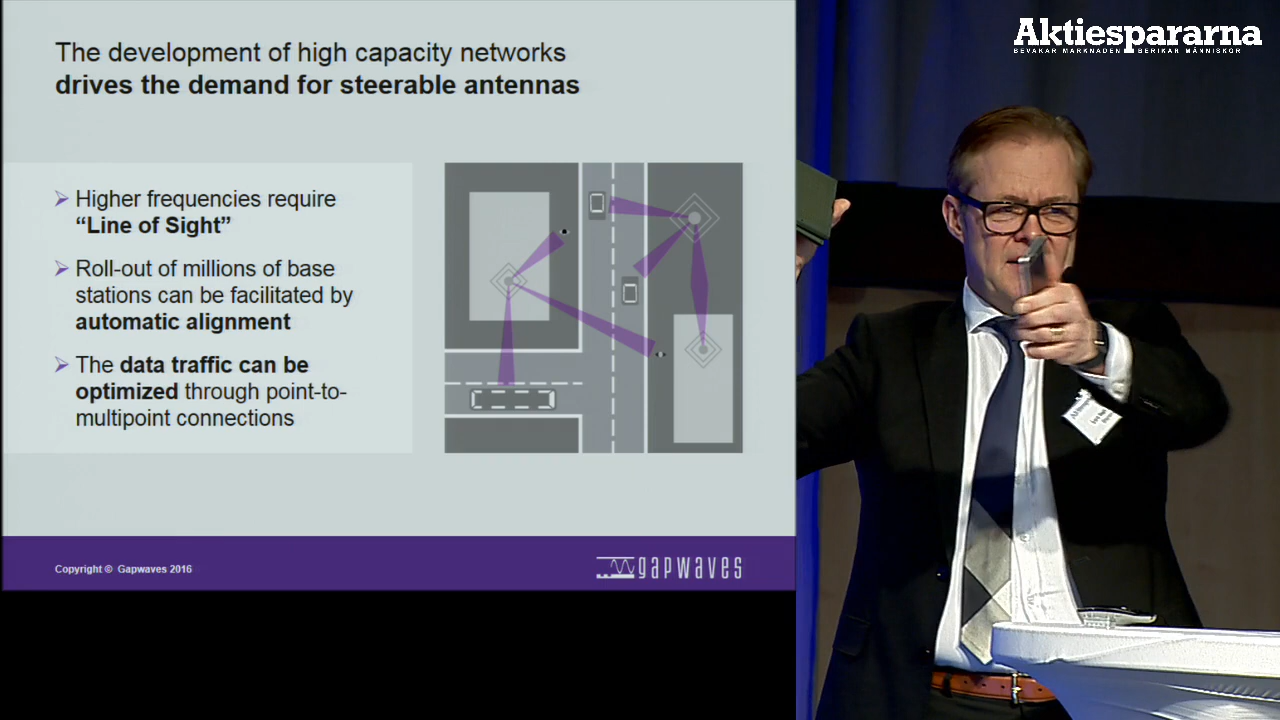 The development of high capacity networks
drives the demand for steerable antennas
➢ Higher frequencies require
“Line of Sight”
➢ Roll-out of millions of base
stations can be facilitated by
automatic alignment
➢ The data traffic can be
optimized through point-to-
multipoint connections
Copyright © Gapwaves 2016
gapwaves
Aktiespararna
BEVAKAR MARKNADEN BERIKAR MÄNNISKOR